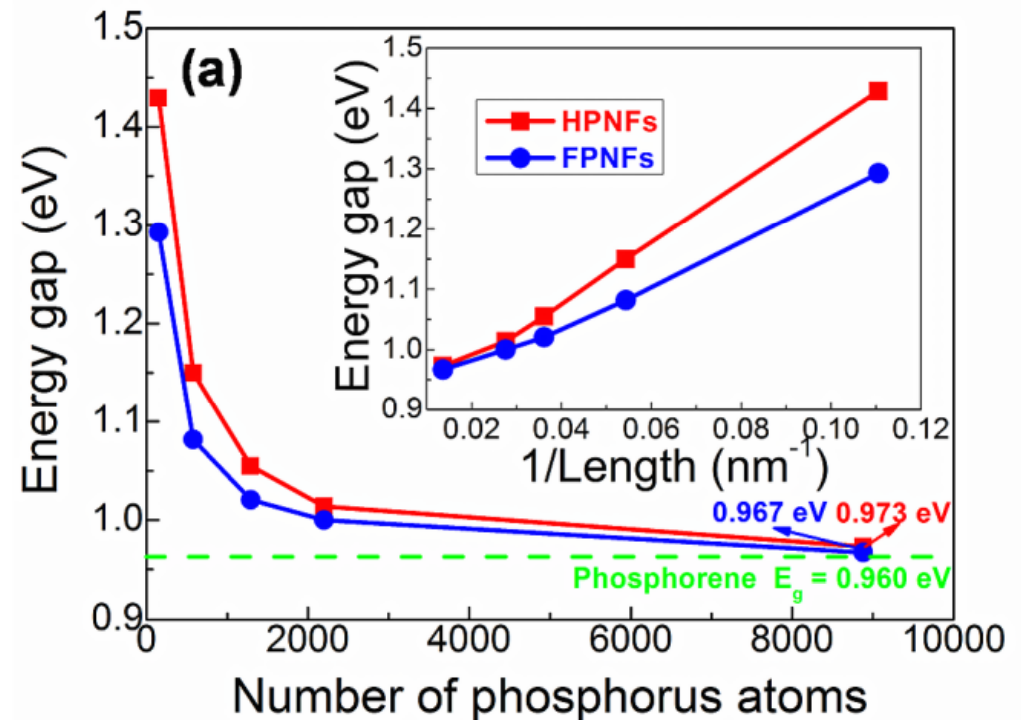 (a)
Energy gap (eV)
1.5
1.4
1.3
1.2
1.1
1.0
0.9
0
2000
4000
6000
8000
10000
Number of phosphorus atoms
Energy gap (eV)
1.5
1.4
1.3
1.2
1.1
1.0
0.9
HPNFs
FPNFs
0.02
0.04
0.06
0.08
0.10
0.12
1/Length (nm⁻¹)
0.967 eV 0.973 eV
Phosphorene E_g = 0.960 eV